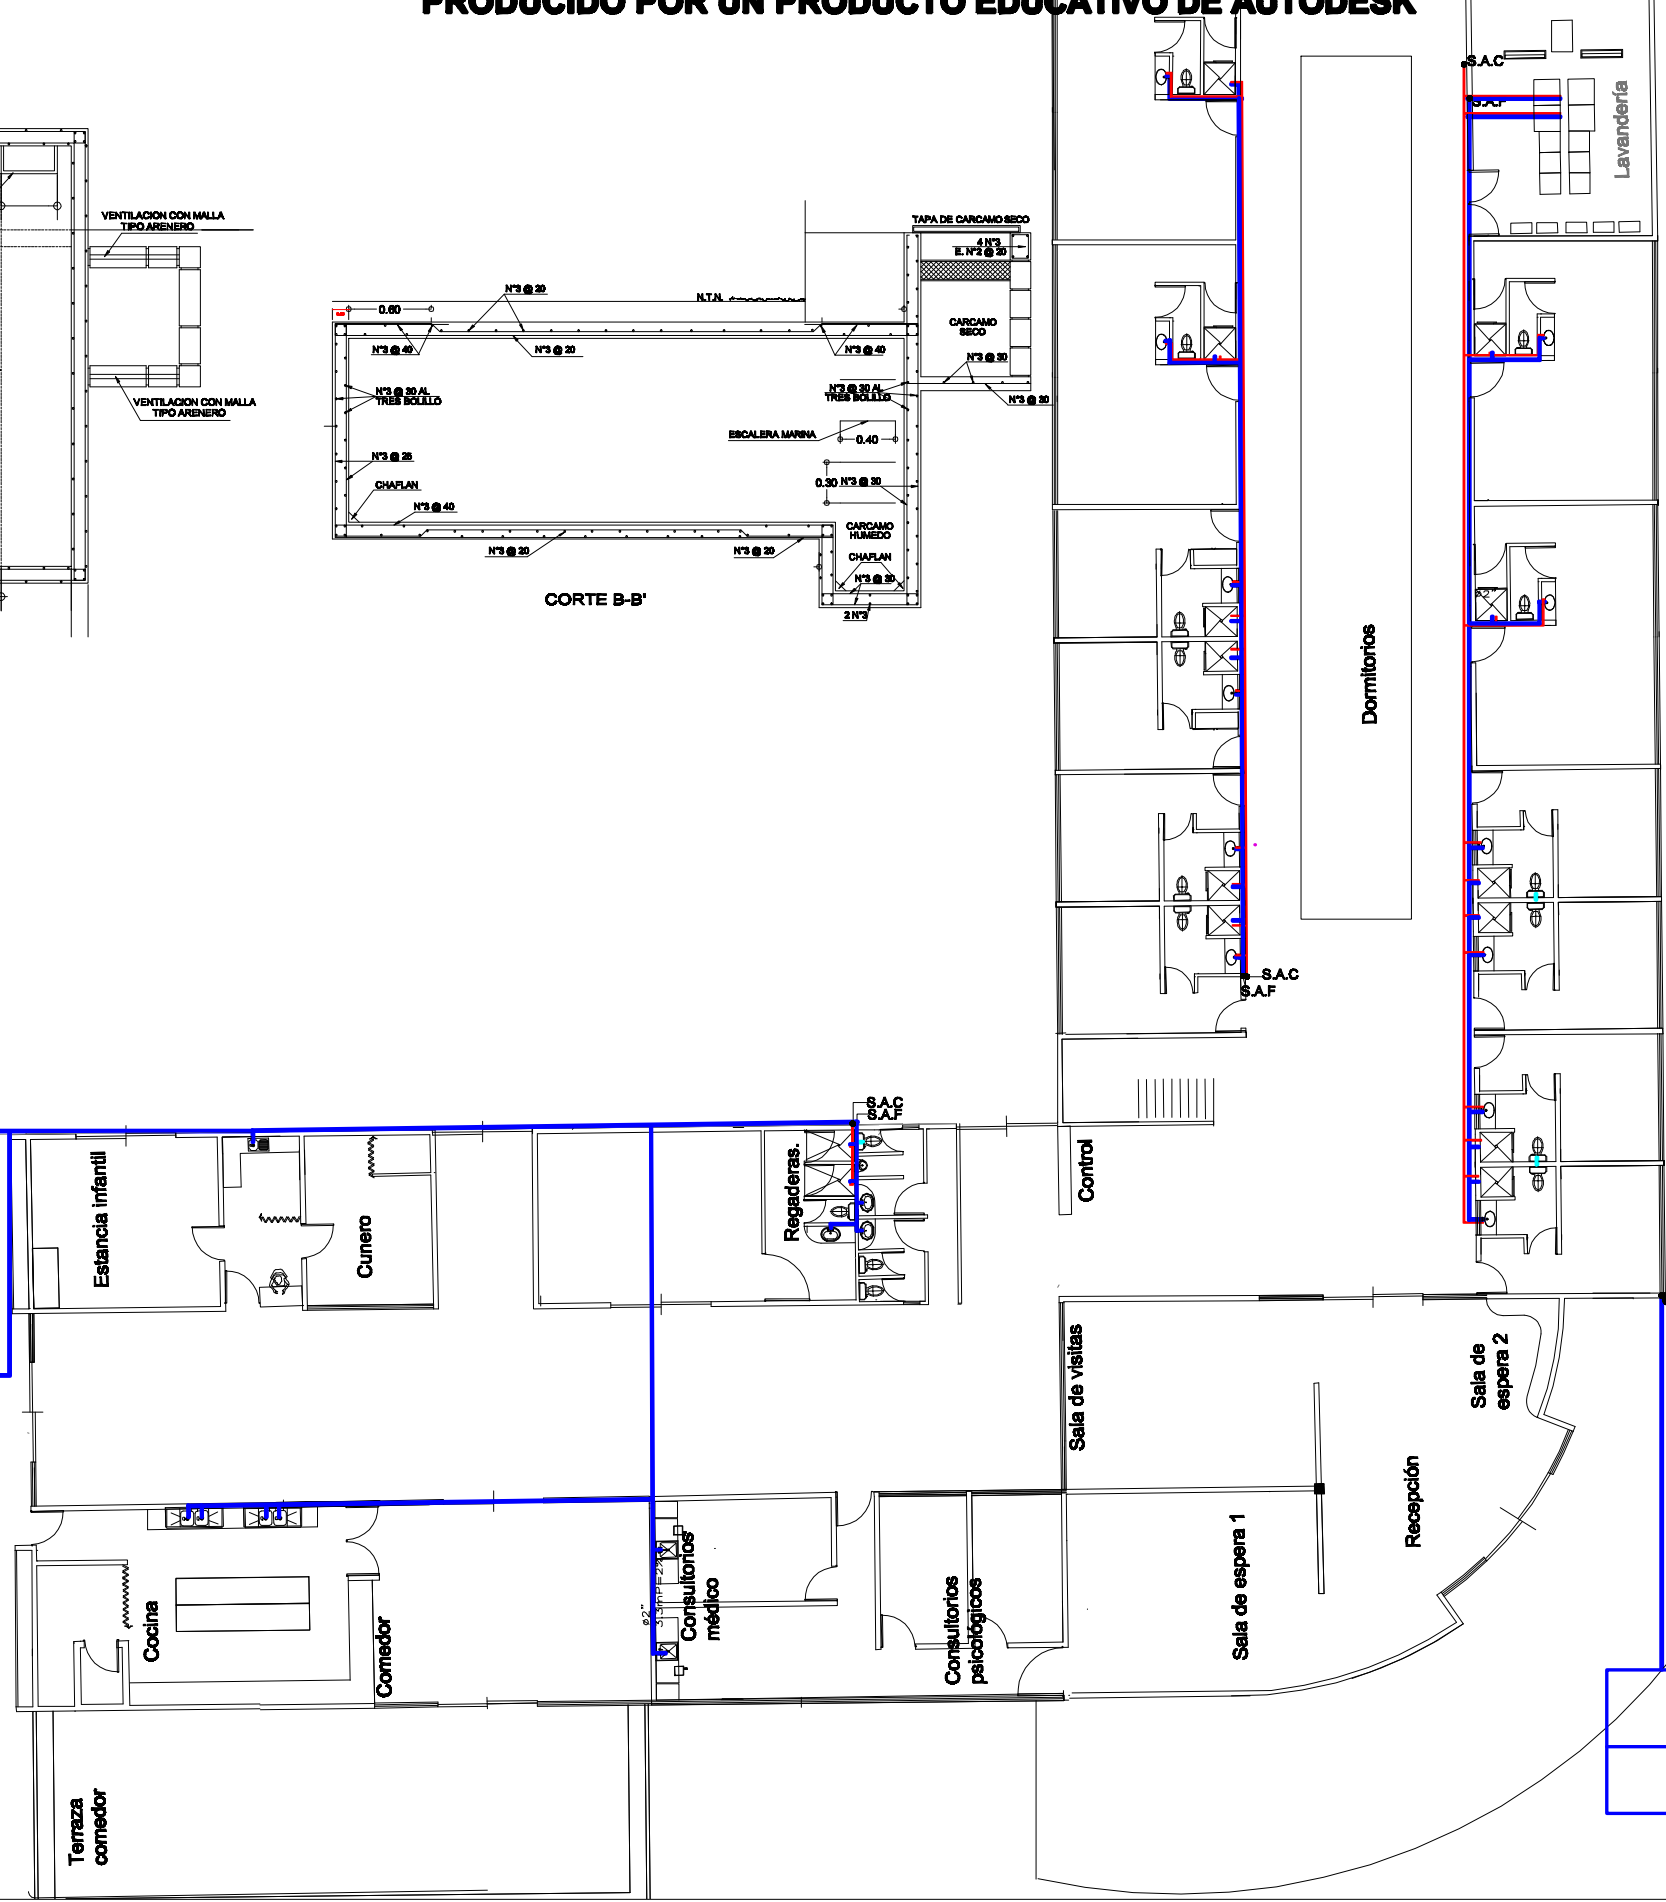 PRODUCIDO POR UN PRODUCTO EDUCATIVO DE AUTODESK
S.A.C
S.A.F
Lavandería
VENTILACION CON MALLA
TIPO ARENERO
VENTILACION CON MALLA
TIPO ARENERO
TAPA DE CARCAMO SECO
4 N°3
E. N°2 @ 20
N.T.N.
N°3 @ 20
0.60
N°3 @ 40
N°3 @ 20
N°3 @ 40
CARCAMO
SECO
N°3 @ 30
N°3 @ 30 AL
TRES BOLILLO
N°3 @ 30 AL
TRES BOLILLO
N°3 @ 20
ESCALERA MARINA
0.40
N°3 @ 25
CHAFLAN
0.30
N°3 @ 30
N°3 @ 40
CARCAMO
HUMEDO
N°3 @ 20
N°3 @ 20
CHAFLAN
N°3 @ 30
2 N°3
CORTE B-B'
ø2"
Dormitorios
S.A.C
S.A.F
S.A.C
S.A.F
Estancia infantil
Cunero
Regaderas.
Control
Sala de visitas
Sala de
espera 2
Recepción
Sala de espera 1
Consultorios
psicológicos
Consultorios
médico
ø2"
Cocina
Comedor
Terraza
comedor